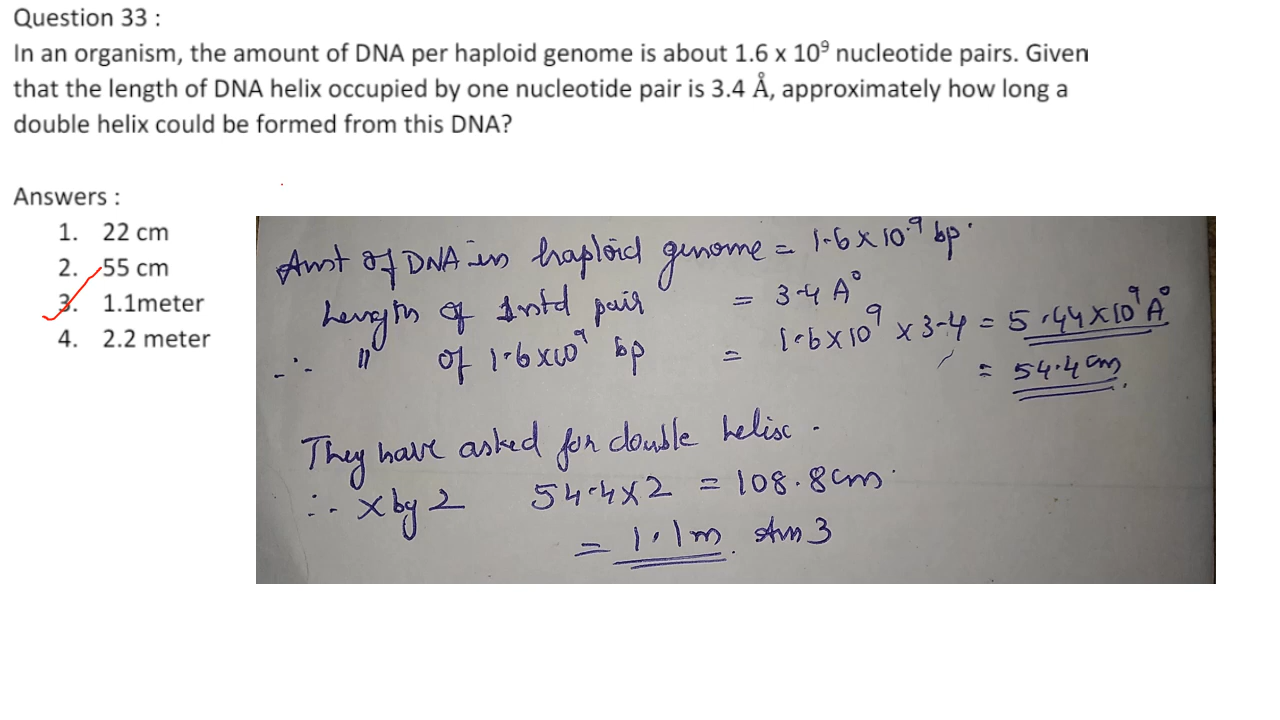 Question 33 :
In an organism, the amount of DNA per haploid genome is about 1.6 x 10⁹ nucleotide pairs. Given
that the length of DNA helix occupied by one nucleotide pair is 3.4 Å, approximately how long a
double helix could be formed from this DNA?
Answers :
1. 22 cm
2. 55 cm
3. 1.1meter
4. 2.2 meter
Amt of DNA in haploid genome = 1.6 x 10⁹ bp.
Length of 1 ntd pair = 3.4 A°
∴ " of 1.6 x 10⁹ bp = 1.6 x 10⁹ x 3.4 = 5.44 x 10⁹ A°
= 54.4 cm
They have asked for double helix.
∴ x by 2 54.4 x 2 = 108.8 cm.
= 1.1m. Ans 3